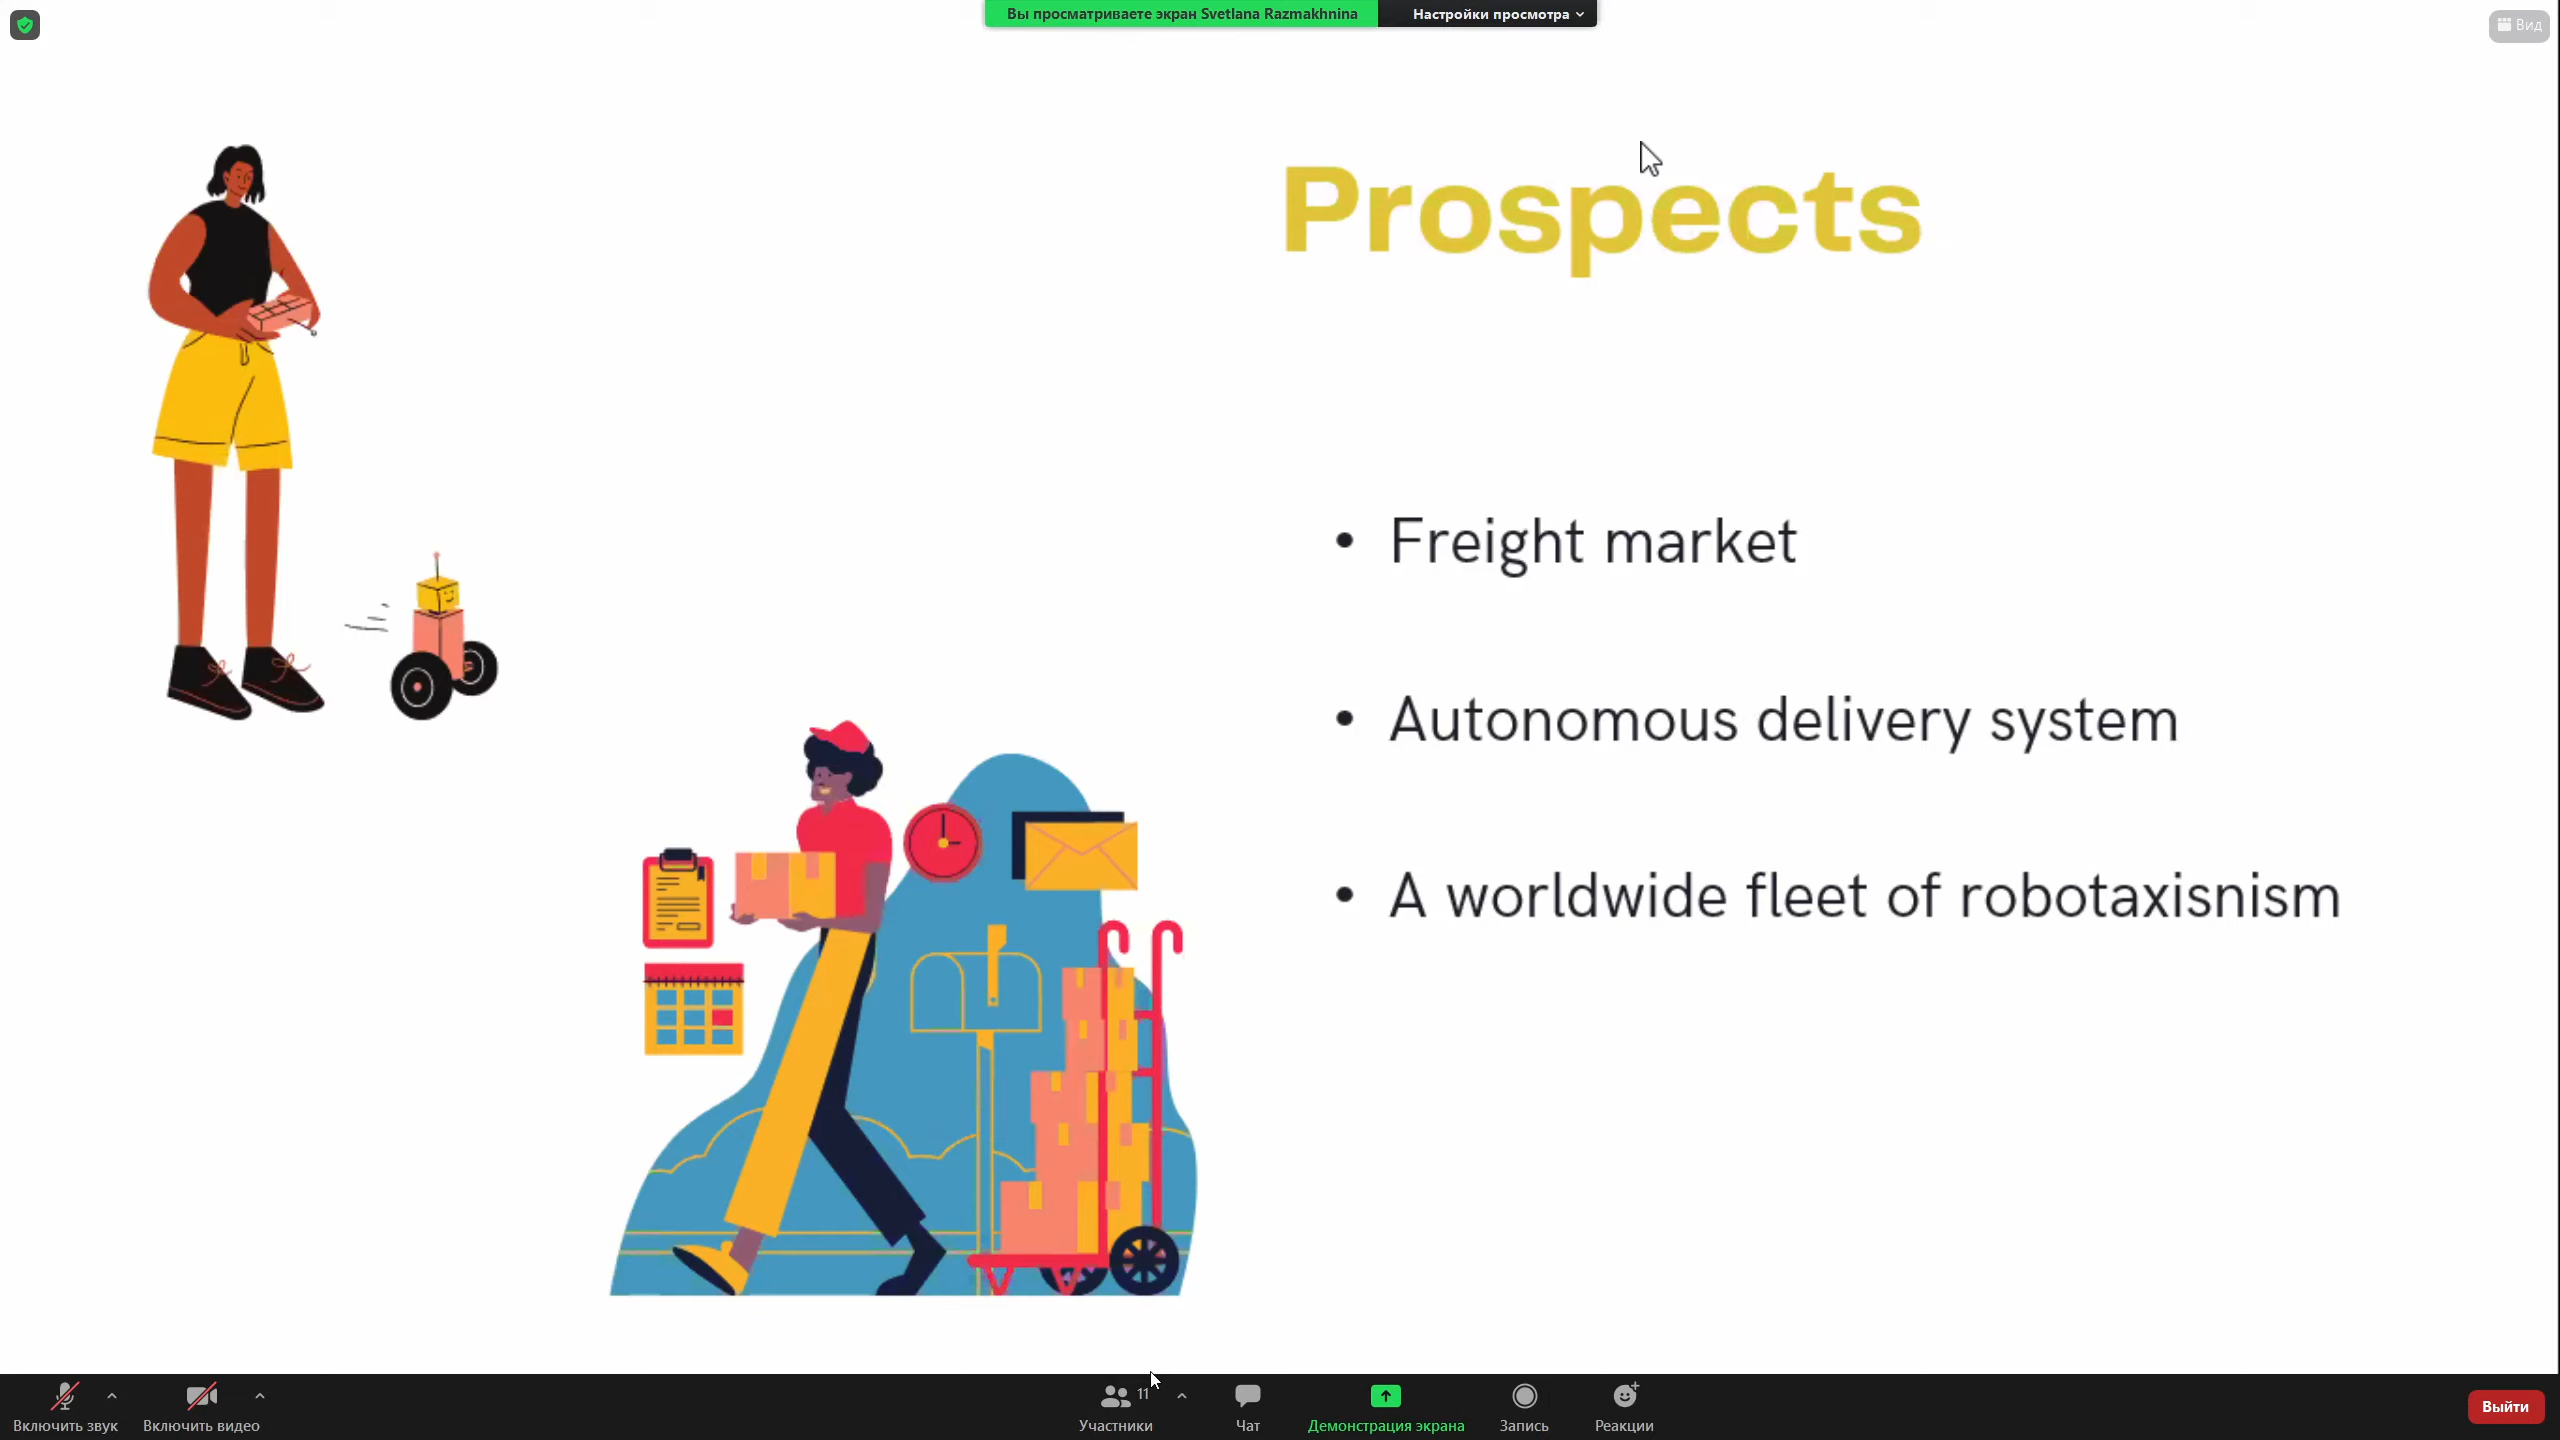 Вы просматриваете экран Svetlana Razmakhnina
Настройки просмотра
Вид
Prospects
• Freight market
• Autonomous delivery system
• A worldwide fleet of robotaxisnism
Включить звук
Включить видео
11
Участники
Чат
Демонстрация экрана
Запись
Реакции
Выйти